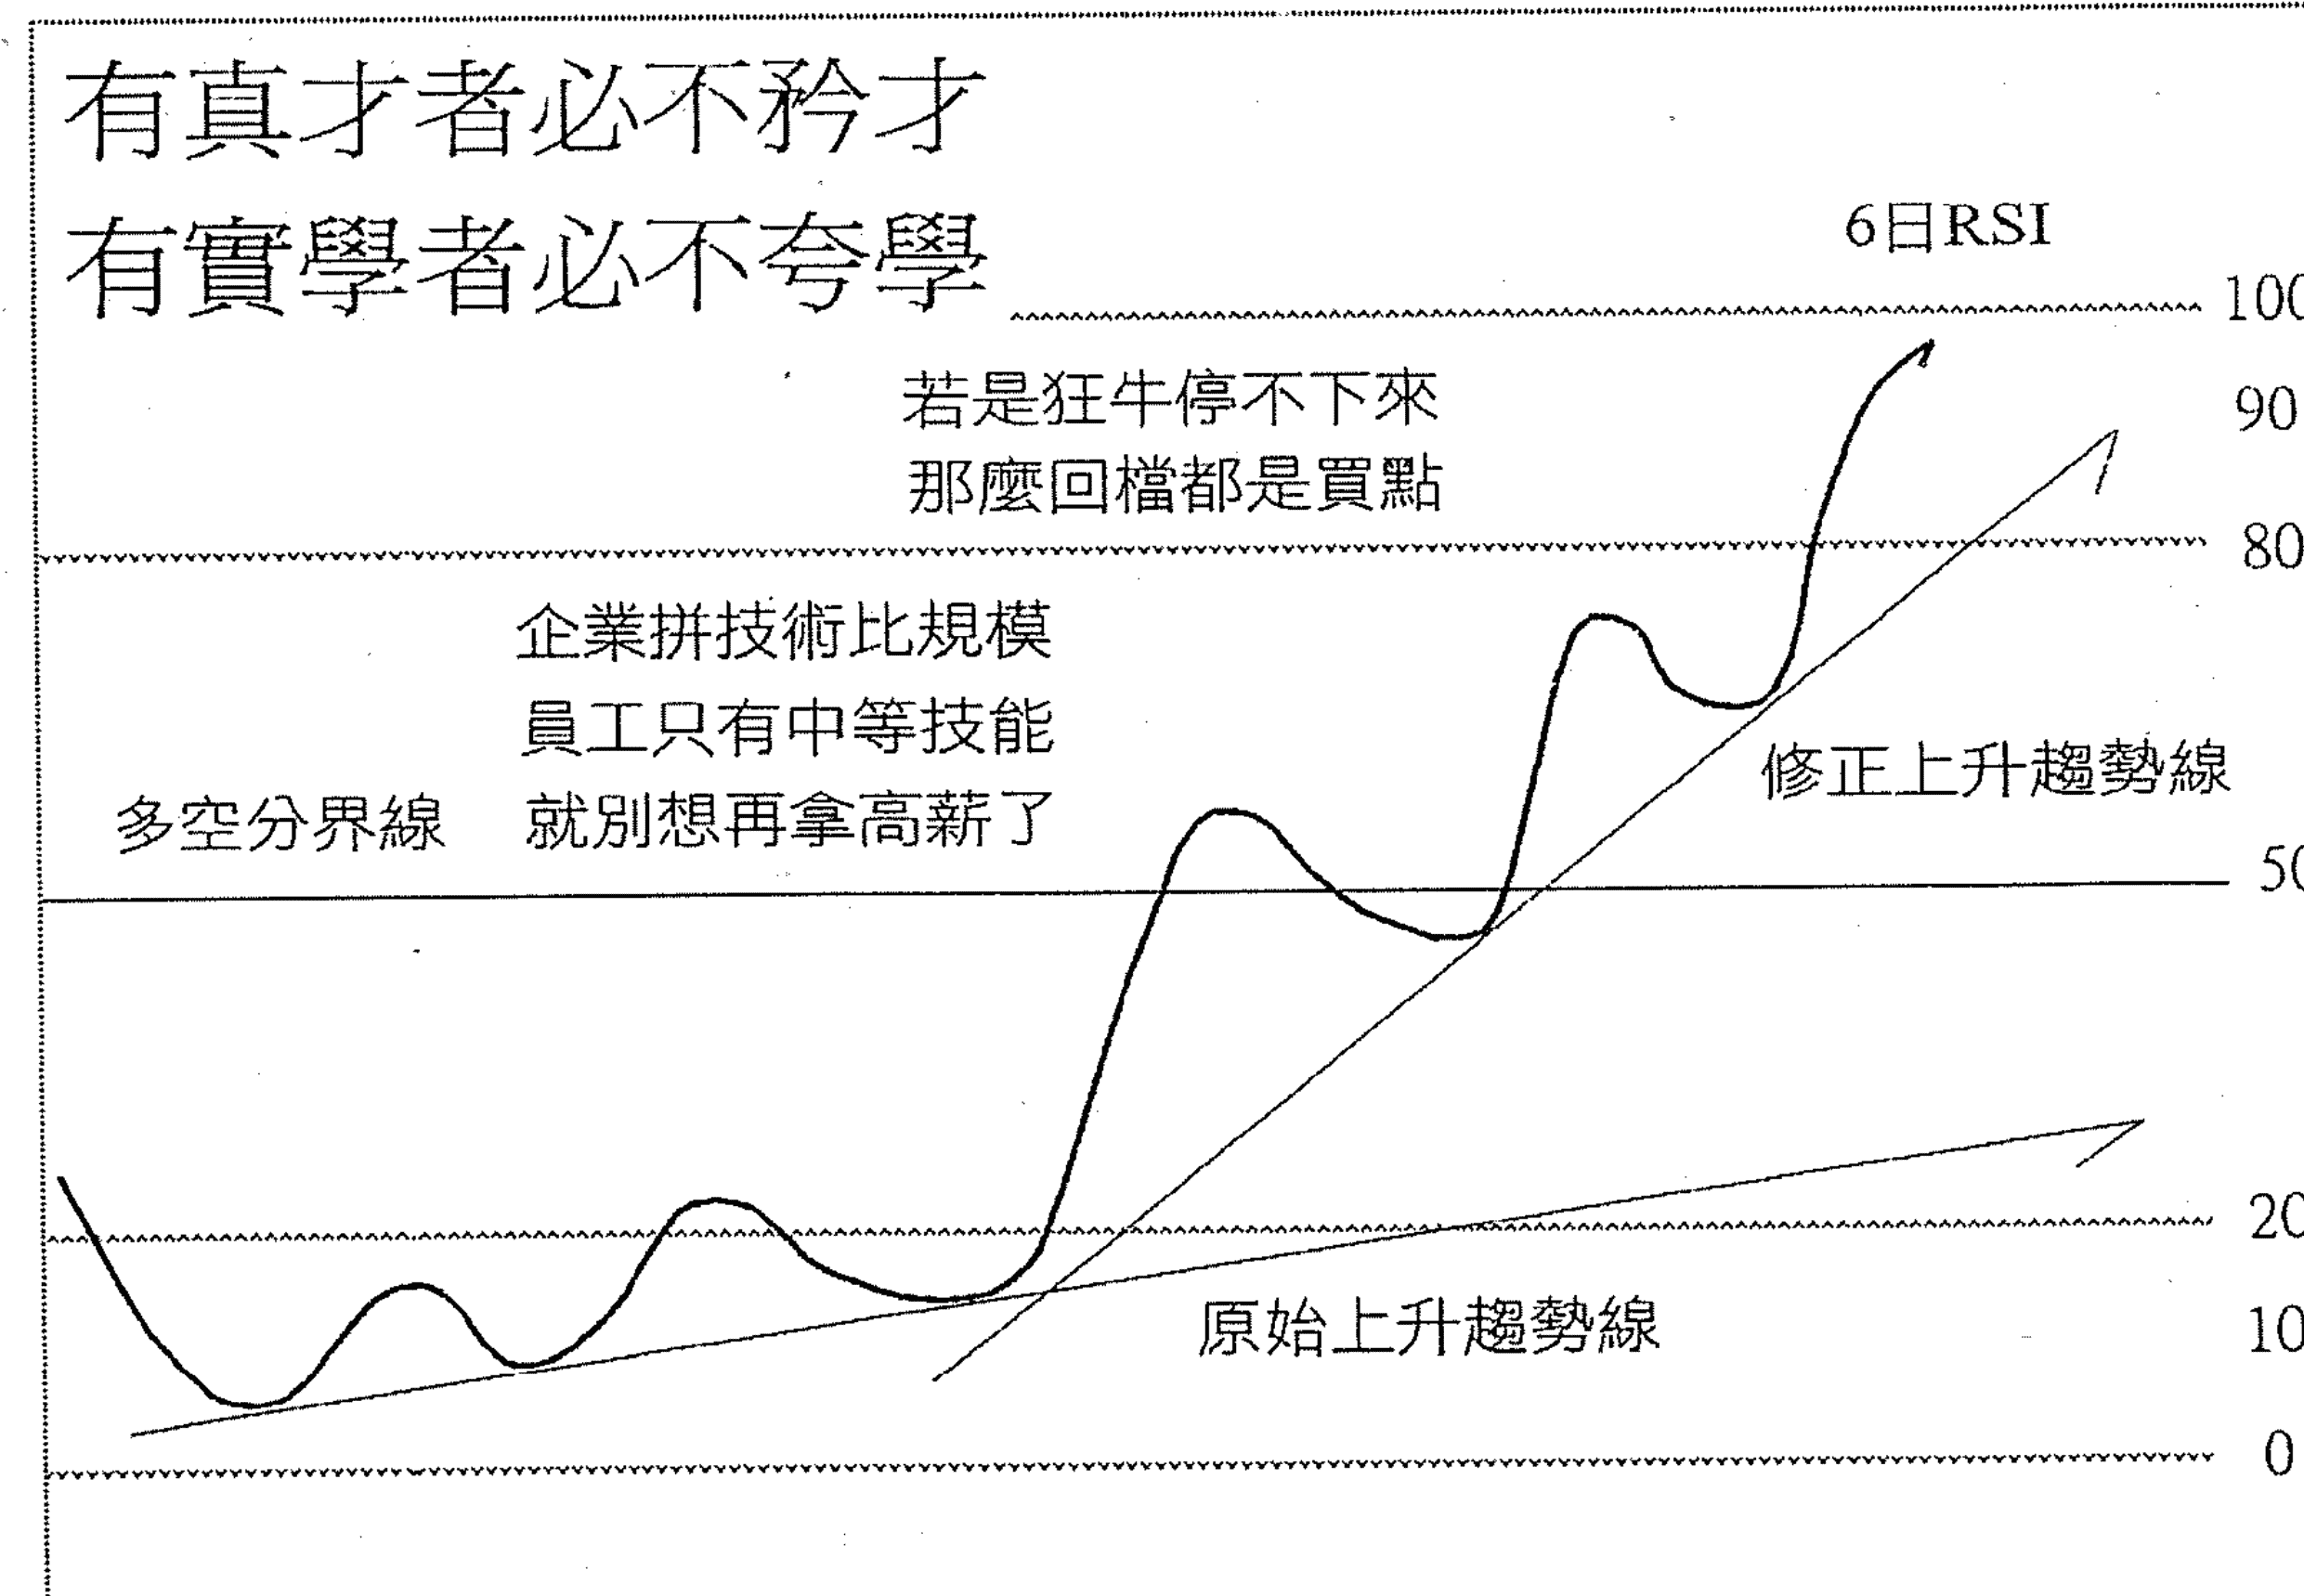 有真才者必不矜才
有實學者必不夸學
6日RSI
100
若是狂牛停不下來
那麼回檔都是買點
90
80
企業拼技術比規模
員工只有中等技能
就別想再拿高薪了
修正上升趨勢線
多空分界線
50
20
原始上升趨勢線
10
0